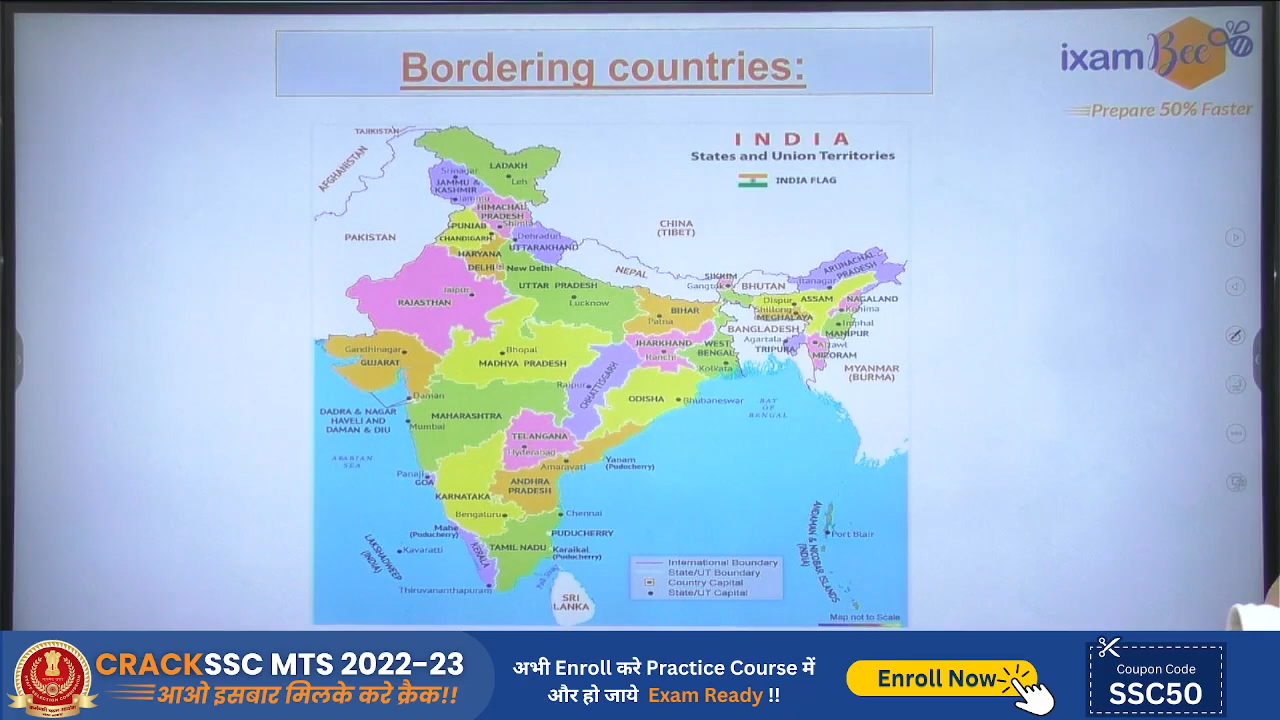 Bordering countries:
ixamBee
Prepare 50% Faster
INDIA
States and Union Territories
INDIA FLAG
TAJIKISTAN
AFGHANISTAN
LADAKH
Srinagar
Leh
JAMMU &
KASHMIR
Jammu
HIMACHAL
PRADESH
Shimla
PAKISTAN
PUNJAB
CHANDIGARH
Dehradun
UTTARAKHAND
HARYANA
DELHI
New Delhi
CHINA
(TIBET)
NEPAL
SIKKIM
Gangtok
BHUTAN
ARUNACHAL
PRADESH
Itanagar
RAJASTHAN
Jaipur
UTTAR PRADESH
Lucknow
BIHAR
Patna
Dispur
ASSAM
NAGALAND
Kohima
Shillong
MEGHALAYA
Imphal
MANIPUR
BANGLADESH
Agartala
TRIPURA
MIZORAM
MYANMAR
(BURMA)
Gandhinagar
GUJARAT
Bhopal
MADHYA PRADESH
JHARKHAND
Ranchi
WEST
BENGAL
Kolkata
Raipur
CHHATTISGARH
ODISHA
Bhubaneswar
BAY
OF
BENGAL
Daman
DADRA & NAGAR
HAVELI AND
DAMAN & DIU
MAHARASHTRA
Mumbai
TELANGANA
Hyderabad
ARABIAN
SEA
Panaji
GOA
Amaravati
Yanam
(Puducherry)
ANDHRA
PRADESH
KARNATAKA
Bengaluru
Chennai
Mahe
(Puducherry)
PUDUCHERRY
LAKSHADWEEP
(INDIA)
Kavaratti
KERALA
TAMIL NADU
Karaikal
(Puducherry)
Thiruvananthapuram
SRI
LANKA
ANDAMAN & NICOBAR ISLANDS
(INDIA)
Port Blair
International Boundary
State/UT Boundary
Country Capital
State/UT Capital
Map not to Scale
CRACKSSC MTS 2022-23
आओ इसबार मिलके करे क्रैक!!
अभी Enroll करे Practice Course में
और हो जाये Exam Ready !!
Enroll Now
Coupon Code
SSC50